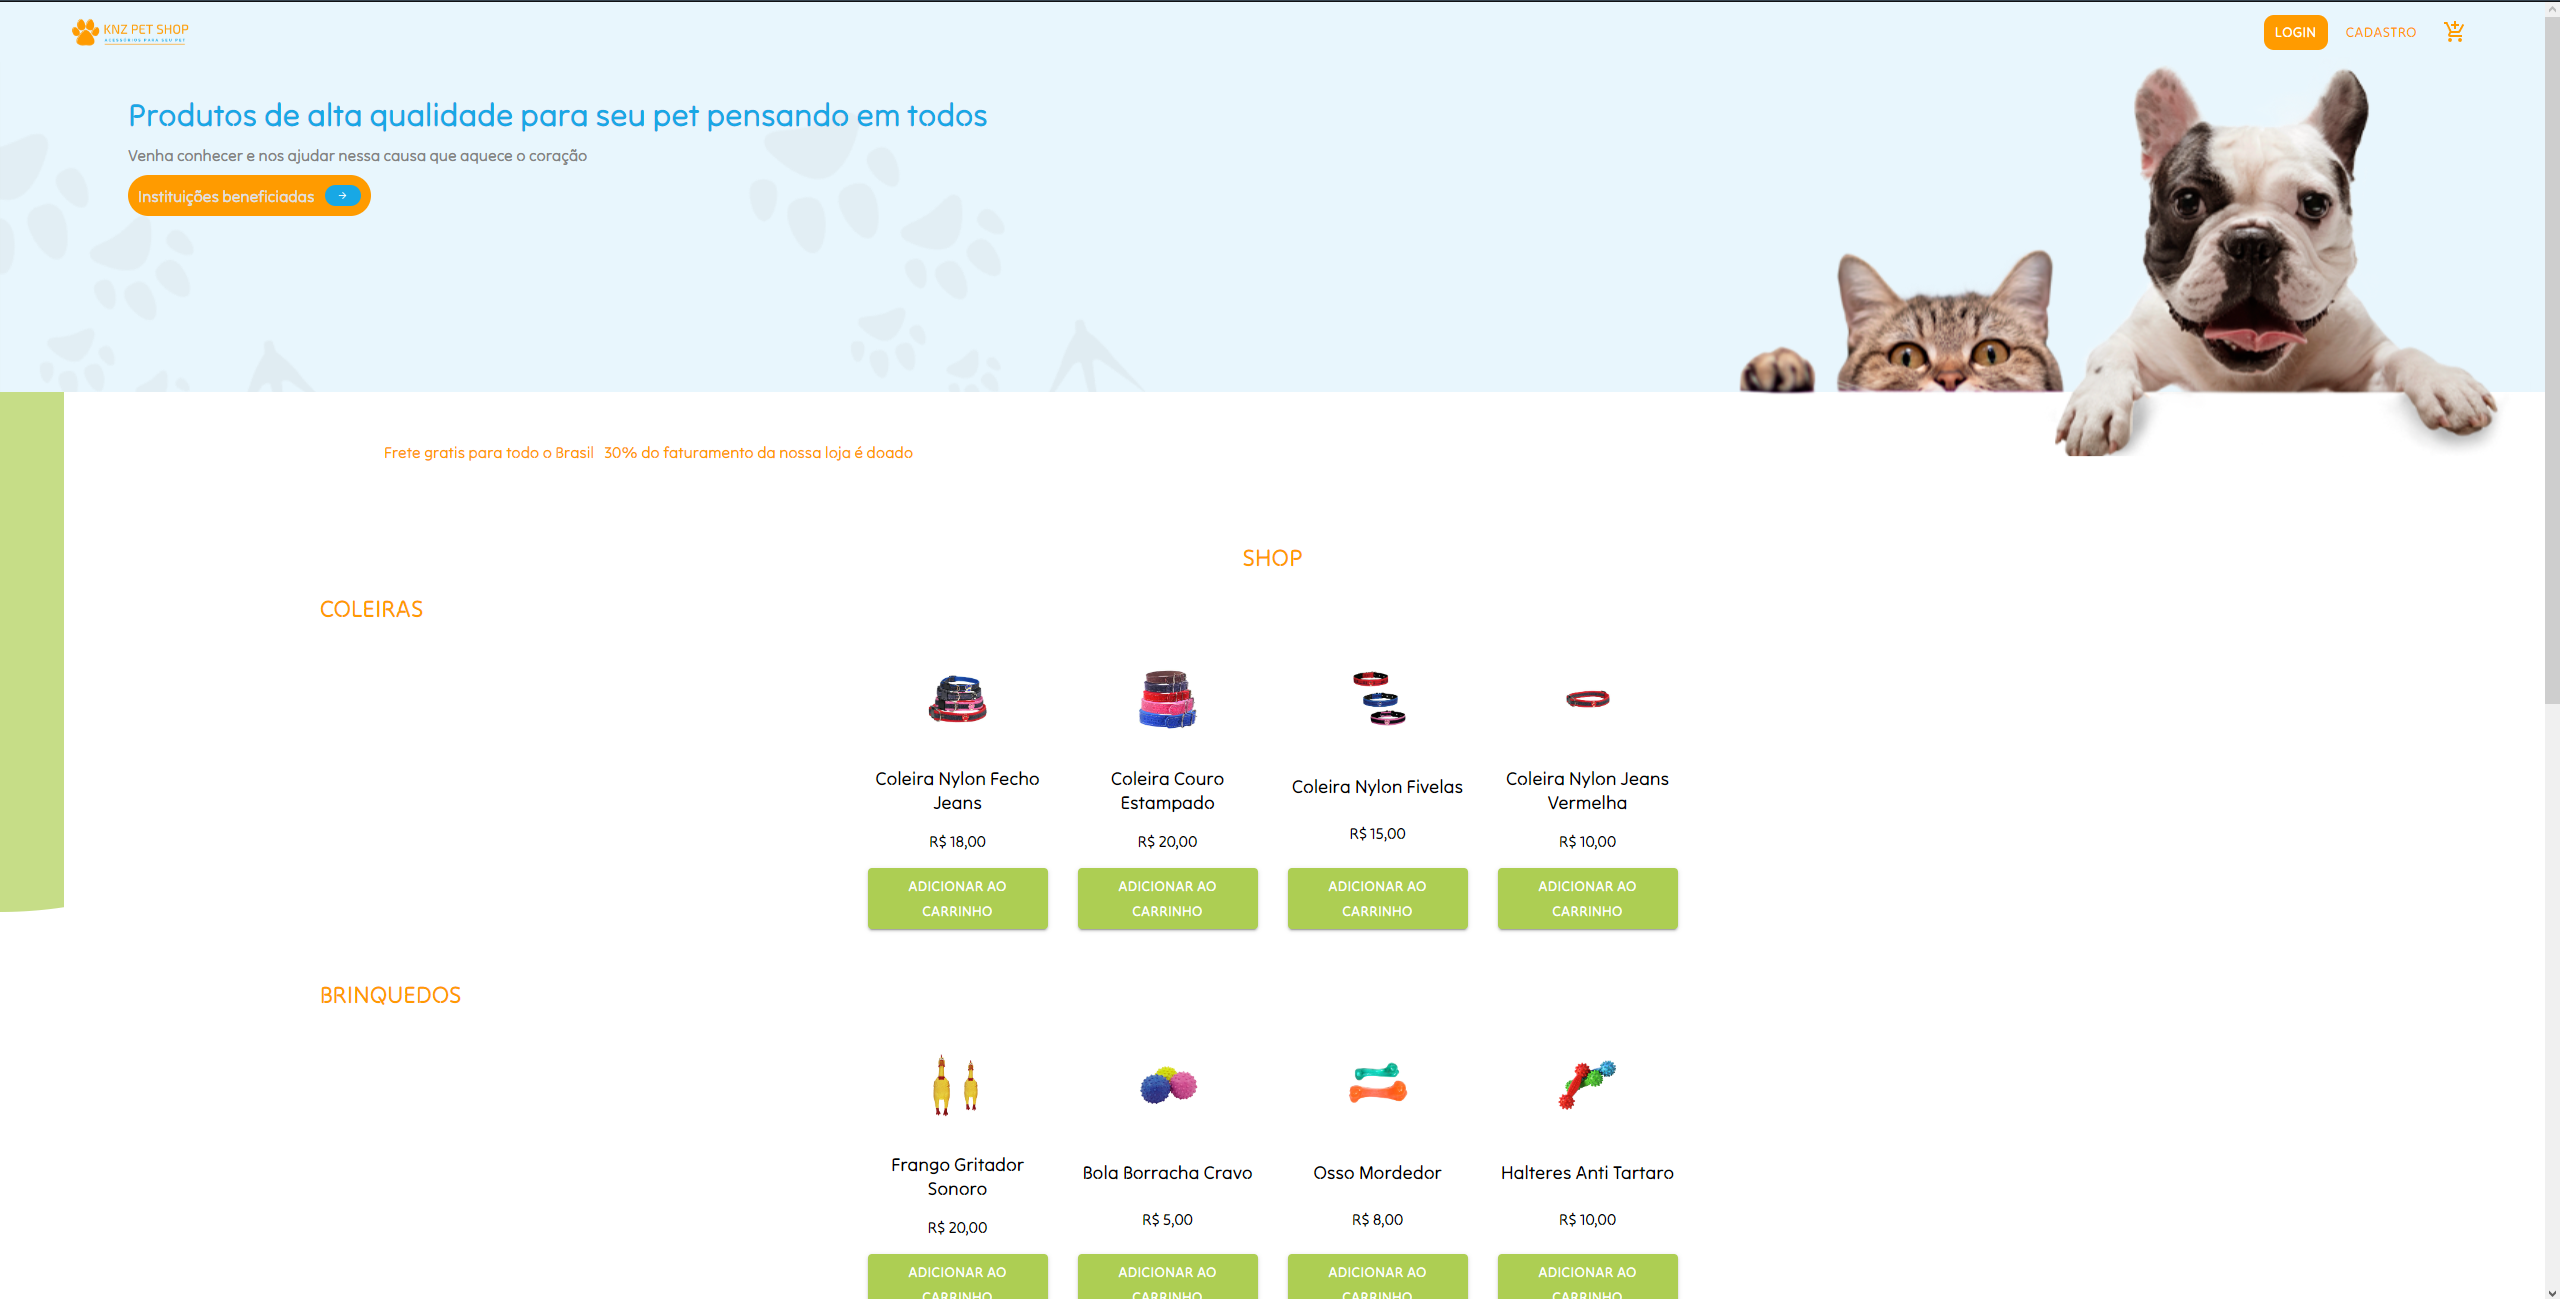 KNZ PET SHOP
ACESSÓRIOS PARA SEU PET
LOGIN
CADASTRO
Produtos de alta qualidade para seu pet pensando em todos
Venha conhecer e nos ajudar nessa causa que aquece o coração
Instituições beneficiadas
Frete gratis para todo o Brasil 30% do faturamento da nossa loja é doado
SHOP
COLEIRAS
Coleira Nylon Fecho
Jeans
R$ 18,00
ADICIONAR AO
CARRINHO
Coleira Couro
Estampado
R$ 20,00
ADICIONAR AO
CARRINHO
Coleira Nylon Fivelas
R$ 15,00
ADICIONAR AO
CARRINHO
Coleira Nylon Jeans
Vermelha
R$ 10,00
ADICIONAR AO
CARRINHO
BRINQUEDOS
Frango Gritador
Sonoro
R$ 20,00
ADICIONAR AO
CARRINHO
Bola Borracha Cravo
R$ 5,00
ADICIONAR AO
CARRINHO
Osso Mordedor
R$ 8,00
ADICIONAR AO
CARRINHO
Halteres Anti Tartaro
R$ 10,00
ADICIONAR AO
CARRINHO